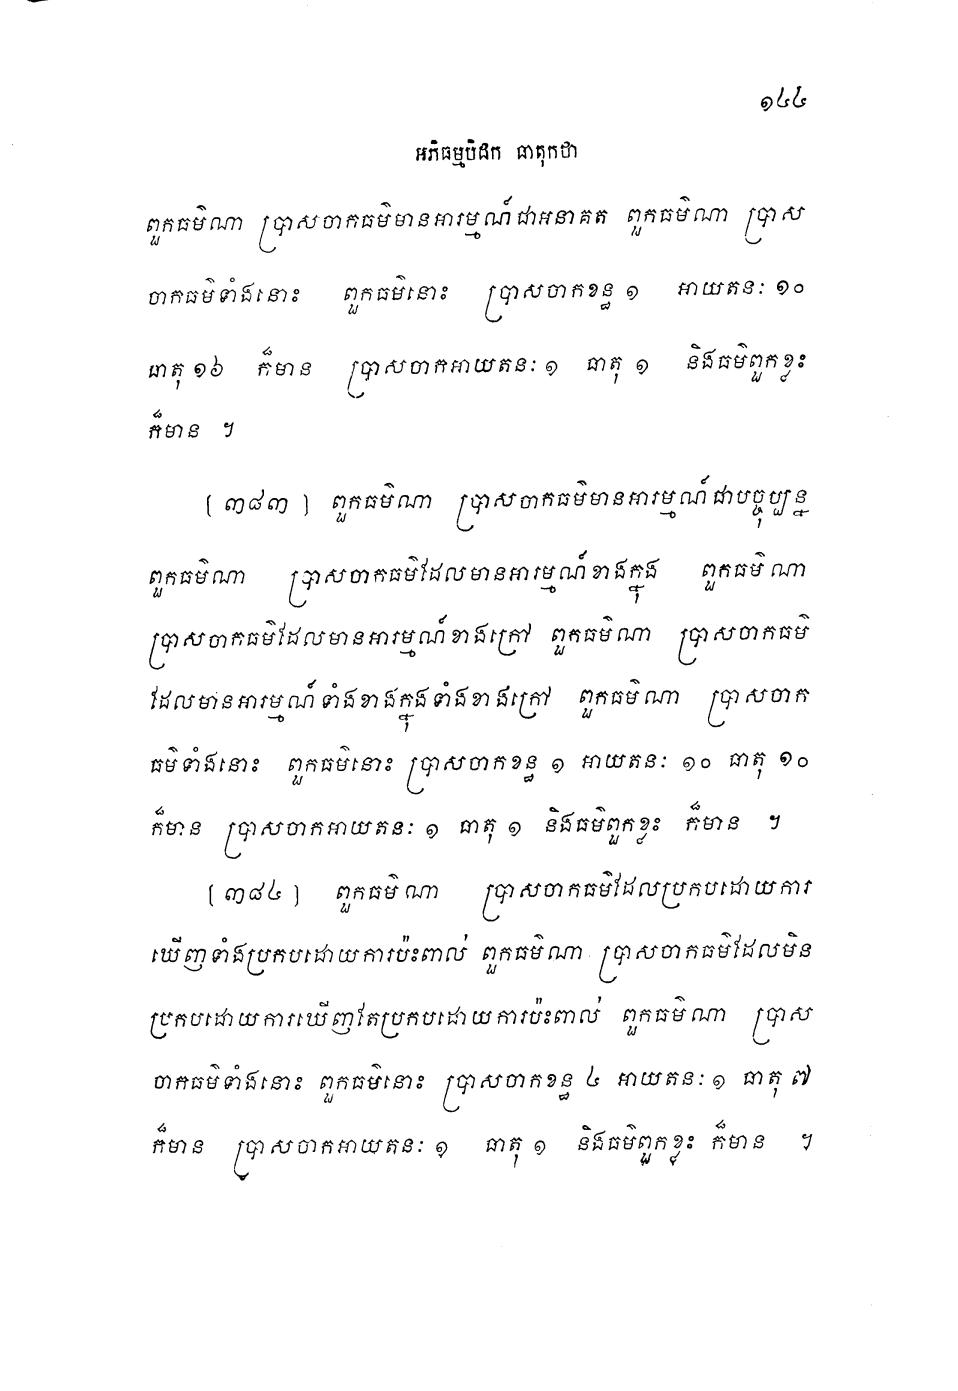 ១៤៤
អភិធម្មបិដក ធាតុកថា
ពួកធម៌ណា ប្រាសចាកធម៌មានអារម្មណ៍ជាអនាគត ពួកធម៌ណា ប្រាស
ចាកធម៌ទាំងនោះ ពួកធម៌នោះ ប្រាសចាកខន្ធ ១ អាយតនៈ ១០
ធាតុ ១៦ ក៏មាន ប្រាសចាកអាយតនៈ ១ ធាតុ ១ និងធម៌ពួកខ្លះ
ក៏មាន ។
[ ៣៨៣ ] ពួកធម៌ណា ប្រាសចាកធម៌មានអារម្មណ៍ជាបច្ចុប្បន្ន
ពួកធម៌ណា ប្រាសចាកធម៌ដែលមានអារម្មណ៍ខាងក្នុង ពួកធម៌ណា
ប្រាសចាកធម៌ដែលមានអារម្មណ៍ខាងក្រៅ ពួកធម៌ណា ប្រាសចាកធម៌
ដែលមានអារម្មណ៍ទាំងខាងក្នុងទាំងខាងក្រៅ ពួកធម៌ណា ប្រាសចាក
ធម៌ទាំងនោះ ពួកធម៌នោះ ប្រាសចាកខន្ធ ១ អាយតនៈ ១០ ធាតុ ១០
ក៏មាន ប្រាសចាកអាយតនៈ ១ ធាតុ ១ និងធម៌ពួកខ្លះ ក៏មាន ។
[ ៣៨៤ ] ពួកធម៌ណា ប្រាសចាកធម៌ដែលប្រកបដោយការ
ឃើញទាំងប្រកបដោយការប៉ះពាល់ ពួកធម៌ណា ប្រាសចាកធម៌ដែលមិន
ប្រកបដោយការឃើញតែប្រកបដោយការប៉ះពាល់ ពួកធម៌ណា ប្រាស
ចាកធម៌ទាំងនោះ ពួកធម៌នោះ ប្រាសចាកខន្ធ ៤ អាយតនៈ ១ ធាតុ ៧
ក៏មាន ប្រាសចាកអាយតនៈ ១ ធាតុ ១ និងធម៌ពួកខ្លះ ក៏មាន ។